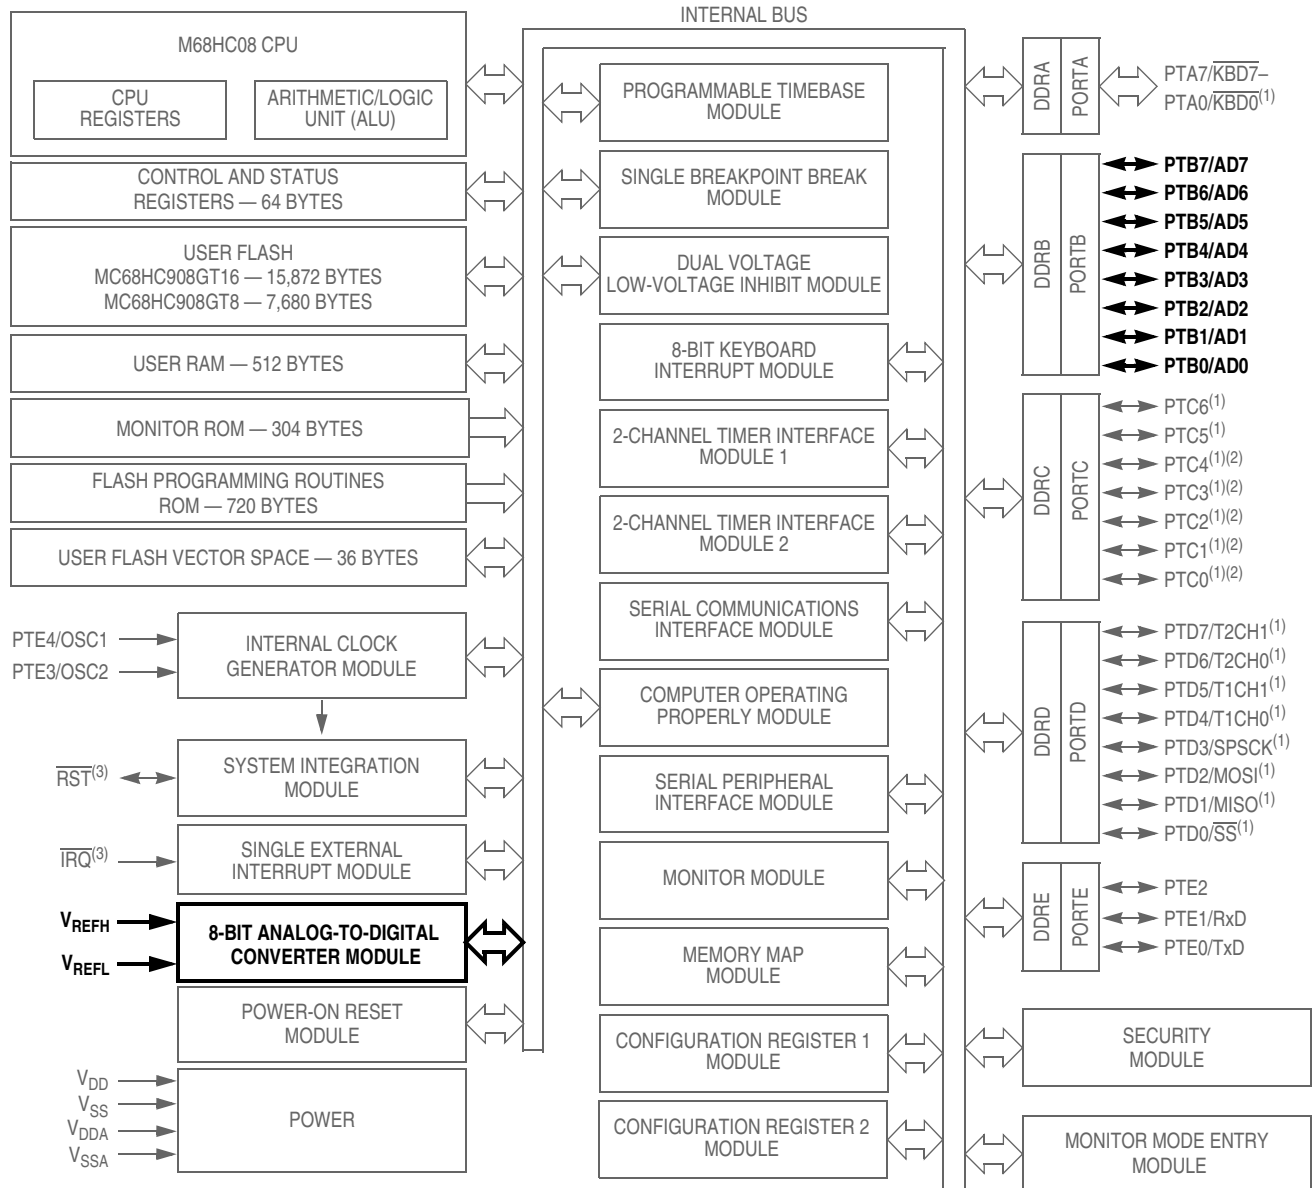 INTERNAL BUS
M68HC08 CPU
CPU
REGISTERS
ARITHMETIC/LOGIC
UNIT (ALU)
CONTROL AND STATUS
REGISTERS — 64 BYTES
USER FLASH
MC68HC908GT16 — 15,872 BYTES
MC68HC908GT8 — 7,680 BYTES
USER RAM — 512 BYTES
MONITOR ROM — 304 BYTES
FLASH PROGRAMMING ROUTINES
ROM — 720 BYTES
USER FLASH VECTOR SPACE — 36 BYTES
PTE4/OSC1
PTE3/OSC2
INTERNAL CLOCK
GENERATOR MODULE
RST(3)
SYSTEM INTEGRATION
MODULE
IRQ(3)
SINGLE EXTERNAL
INTERRUPT MODULE
VREFH
VREFL
8-BIT ANALOG-TO-DIGITAL
CONVERTER MODULE
POWER-ON RESET
MODULE
VDD
VSS
VDDA
VSSA
POWER
PROGRAMMABLE TIMEBASE
MODULE
SINGLE BREAKPOINT BREAK
MODULE
DUAL VOLTAGE
LOW-VOLTAGE INHIBIT MODULE
8-BIT KEYBOARD
INTERRUPT MODULE
2-CHANNEL TIMER INTERFACE
MODULE 1
2-CHANNEL TIMER INTERFACE
MODULE 2
SERIAL COMMUNICATIONS
INTERFACE MODULE
COMPUTER OPERATING
PROPERLY MODULE
SERIAL PERIPHERAL
INTERFACE MODULE
MONITOR MODULE
MEMORY MAP
MODULE
CONFIGURATION REGISTER 1
MODULE
CONFIGURATION REGISTER 2
MODULE
DDRA
PORTA
PTA7/KBD7–
PTA0/KBD0(1)
DDRB
PORTB
PTB7/AD7
PTB6/AD6
PTB5/AD5
PTB4/AD4
PTB3/AD3
PTB2/AD2
PTB1/AD1
PTB0/AD0
DDRC
PORTC
PTC6(1)
PTC5(1)
PTC4(1)(2)
PTC3(1)(2)
PTC2(1)(2)
PTC1(1)(2)
PTC0(1)(2)
DDRD
PORTD
PTD7/T2CH1(1)
PTD6/T2CH0(1)
PTD5/T1CH1(1)
PTD4/T1CH0(1)
PTD3/SPSCK(1)
PTD2/MOSI(1)
PTD1/MISO(1)
PTD0/SS(1)
DDRE
PORTE
PTE2
PTE1/RxD
PTE0/TxD
SECURITY
MODULE
MONITOR MODE ENTRY
MODULE